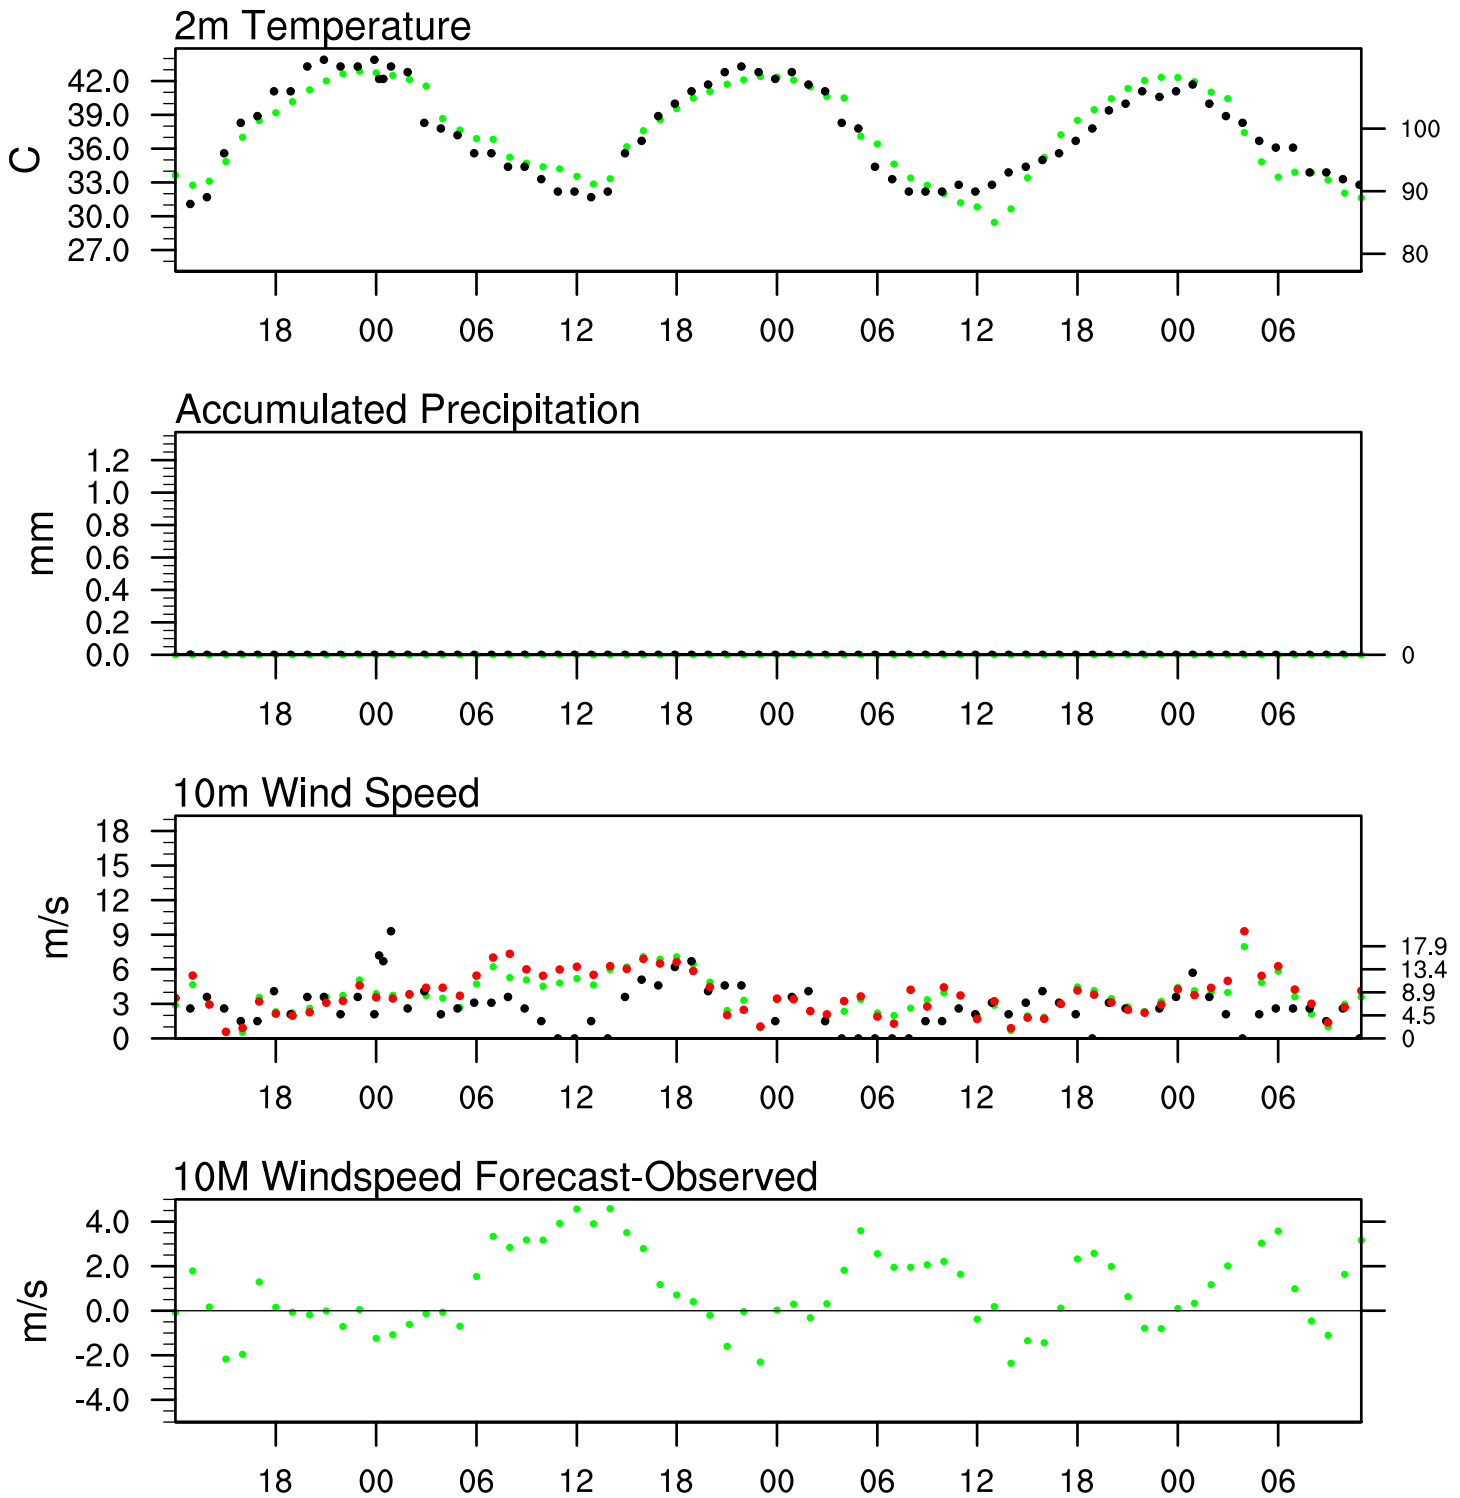 2m Temperature
42.0
39.0
36.0
33.0
30.0
27.0
C
100
90
80
18 00 06 12 18 00 06 12 18 00 06
Accumulated Precipitation
1.2
1.0
0.8
0.6
0.4
0.2
0.0
mm
0
18 00 06 12 18 00 06 12 18 00 06
10m Wind Speed
18
15
12
9
6
3
0
m/s
17.9
13.4
8.9
4.5
0
18 00 06 12 18 00 06 12 18 00 06
10M Windspeed Forecast-Observed
4.0
2.0
0.0
-2.0
-4.0
m/s
18 00 06 12 18 00 06 12 18 00 06